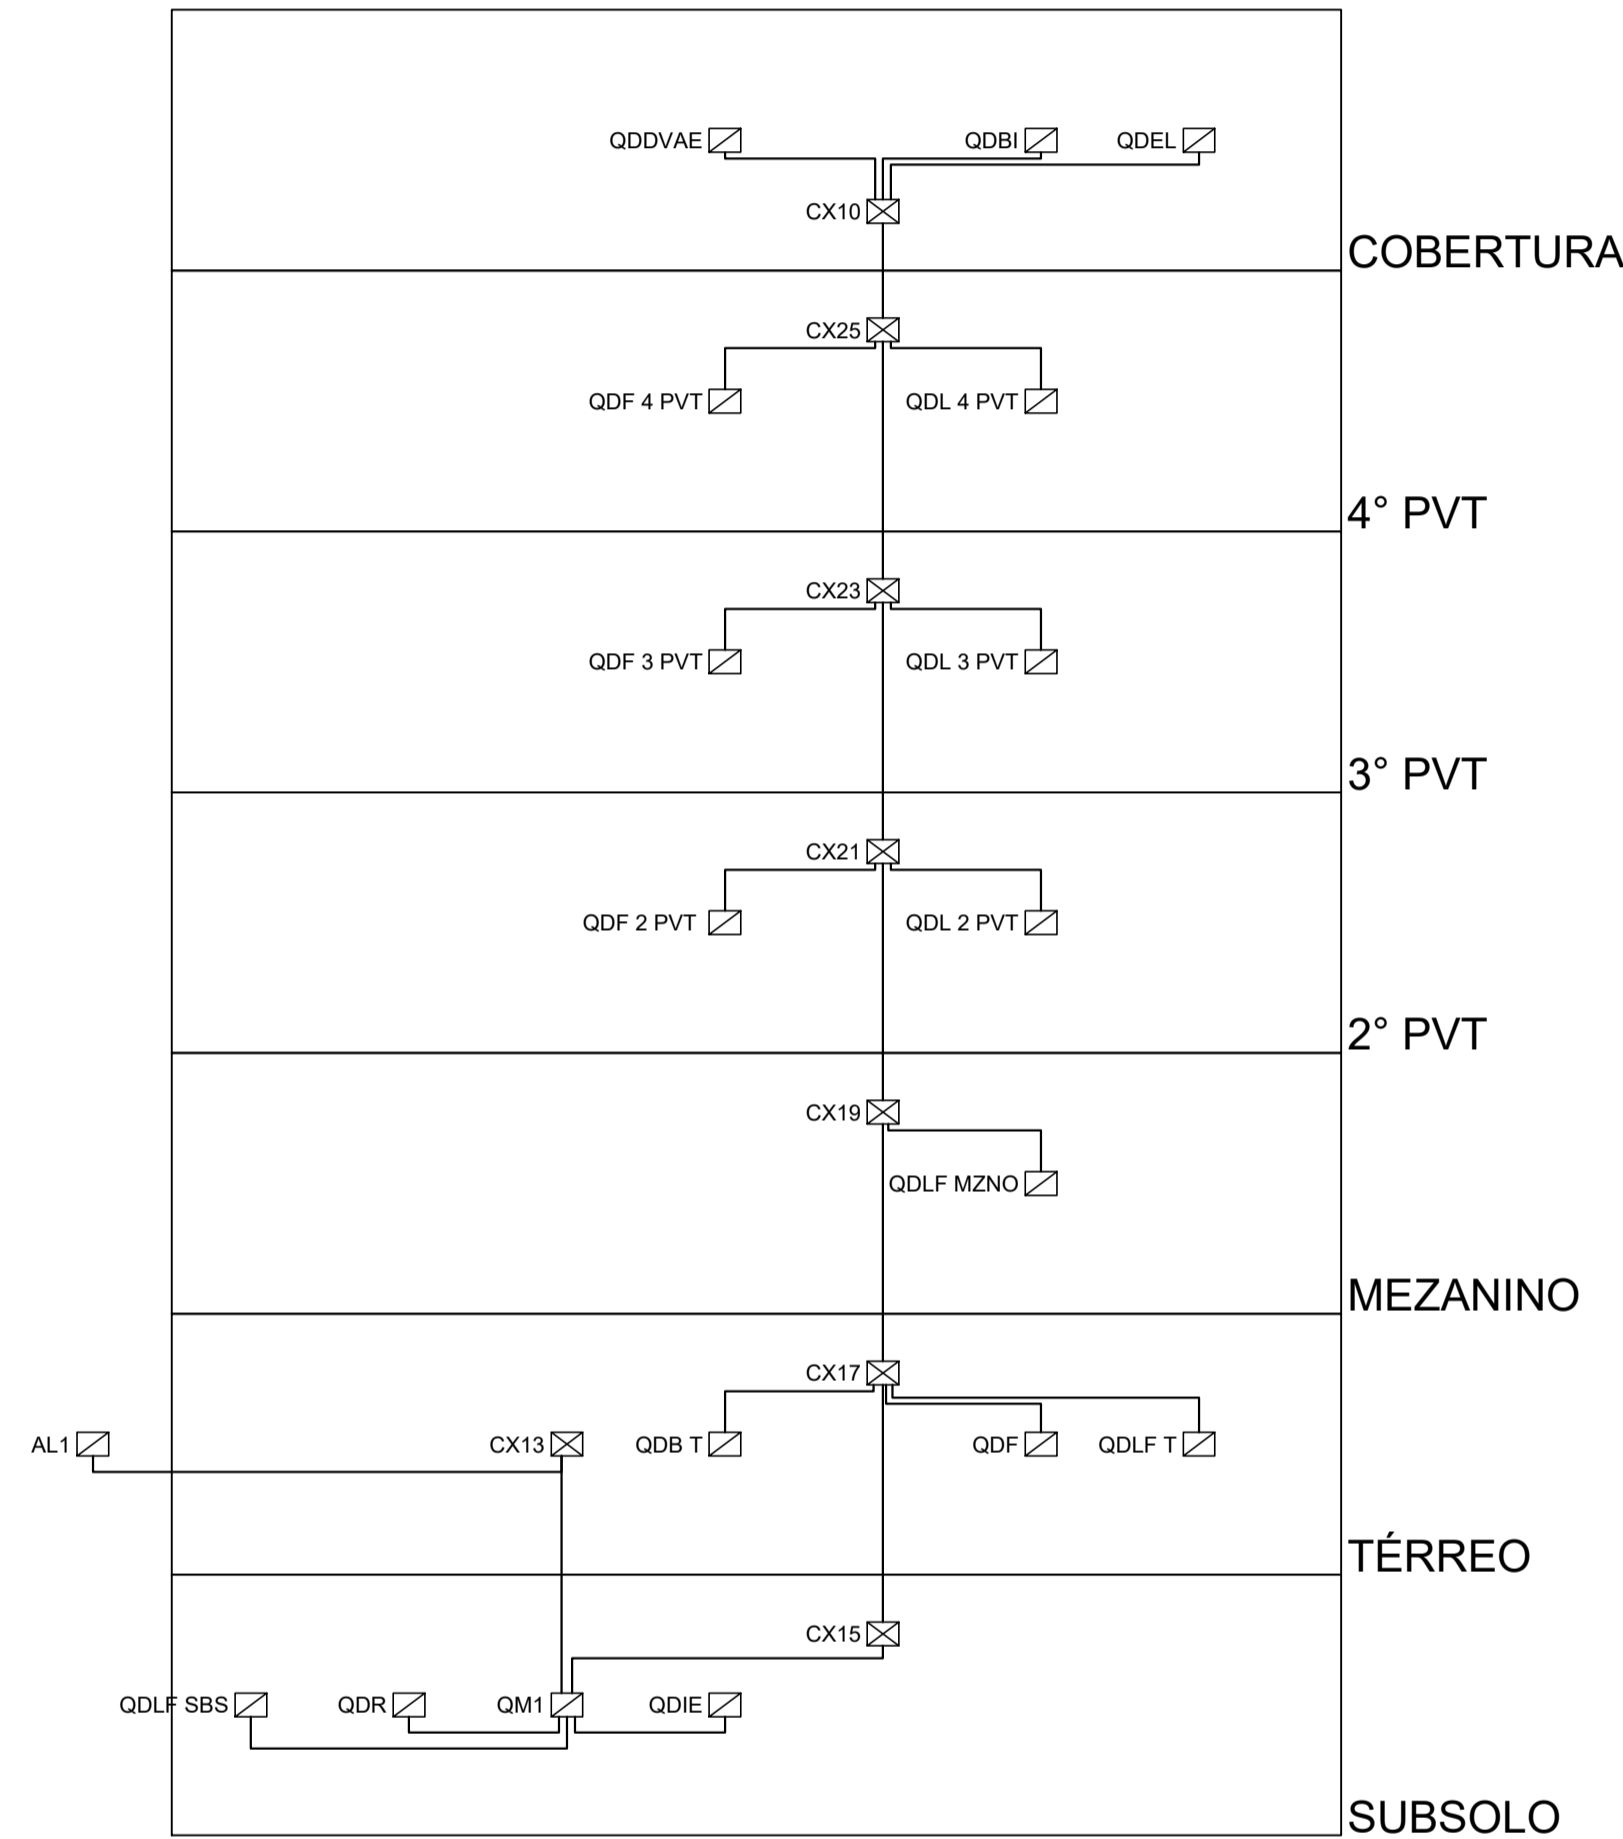 QDDVAE
QDBI
QDEL
CX10
COBERTURA
CX25
QDF 4 PVT
QDL 4 PVT
4° PVT
CX23
QDF 3 PVT
QDL 3 PVT
3° PVT
CX21
QDF 2 PVT
QDL 2 PVT
2° PVT
CX19
QDLF MZNO
MEZANINO
CX17
AL1
CX13
QDB T
QDF
QDLF T
TÉRREO
CX15
QDLF SBS
QDR
QM1
QDIE
SUBSOLO